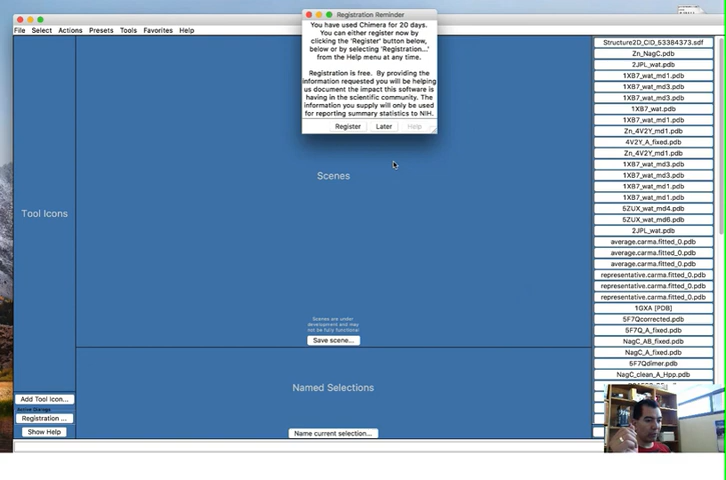 Registration Reminder
You have used Chimera for 20 days.
You can either register now by
clicking the 'Register' button below,
below or by selecting 'Registration...'
from the Help menu at any time.
Registration is free. By providing the
information requested you will be helping
us document the impact this software is
having in the scientific community. The
information you supply will only be used
for reporting summary statistics to NIH.
Register Later Help
File Select Actions Presets Tools Favorites Help
Scenes
Tool Icons
Scenes are under
development and may
not be fully functional
Save scene...
Named Selections
Name current selection...
Add Tool Icon...
Active Dialogs
Registration ...
Show Help
Structure2D_CID_53384373.sdf
Zn_NagC.pdb
2JPL_wat.pdb
1XB7_wat_md1.pdb
1XB7_wat_md3.pdb
1XB7_wat_md3.pdb
1XB7_wat.pdb
1XB7_wat_md1.pdb
Zn_4V2Y_md1.pdb
4V2Y_A_fixed.pdb
Zn_4V2Y_md1.pdb
1XB7_wat_md3.pdb
1XB7_wat_md3.pdb
1XB7_wat_md1.pdb
1XB7_wat_md1.pdb
5ZUX_wat_md4.pdb
5ZUX_wat_md6.pdb
2JPL_wat.pdb
average.carma.fitted_0.pdb
average.carma.fitted_0.pdb
average.carma.fitted_0.pdb
representative.carma.fitted_0.pdb
representative.carma.fitted_0.pdb
representative.carma.fitted_0.pdb
1GXA [PDB]
5F7Qcorrected.pdb
5F7Q_A_fixed.pdb
NagC_AB_fixed.pdb
NagC_A_fixed.pdb
5F7Qdimer.pdb
NagC_clean_A_Hpp.pdb